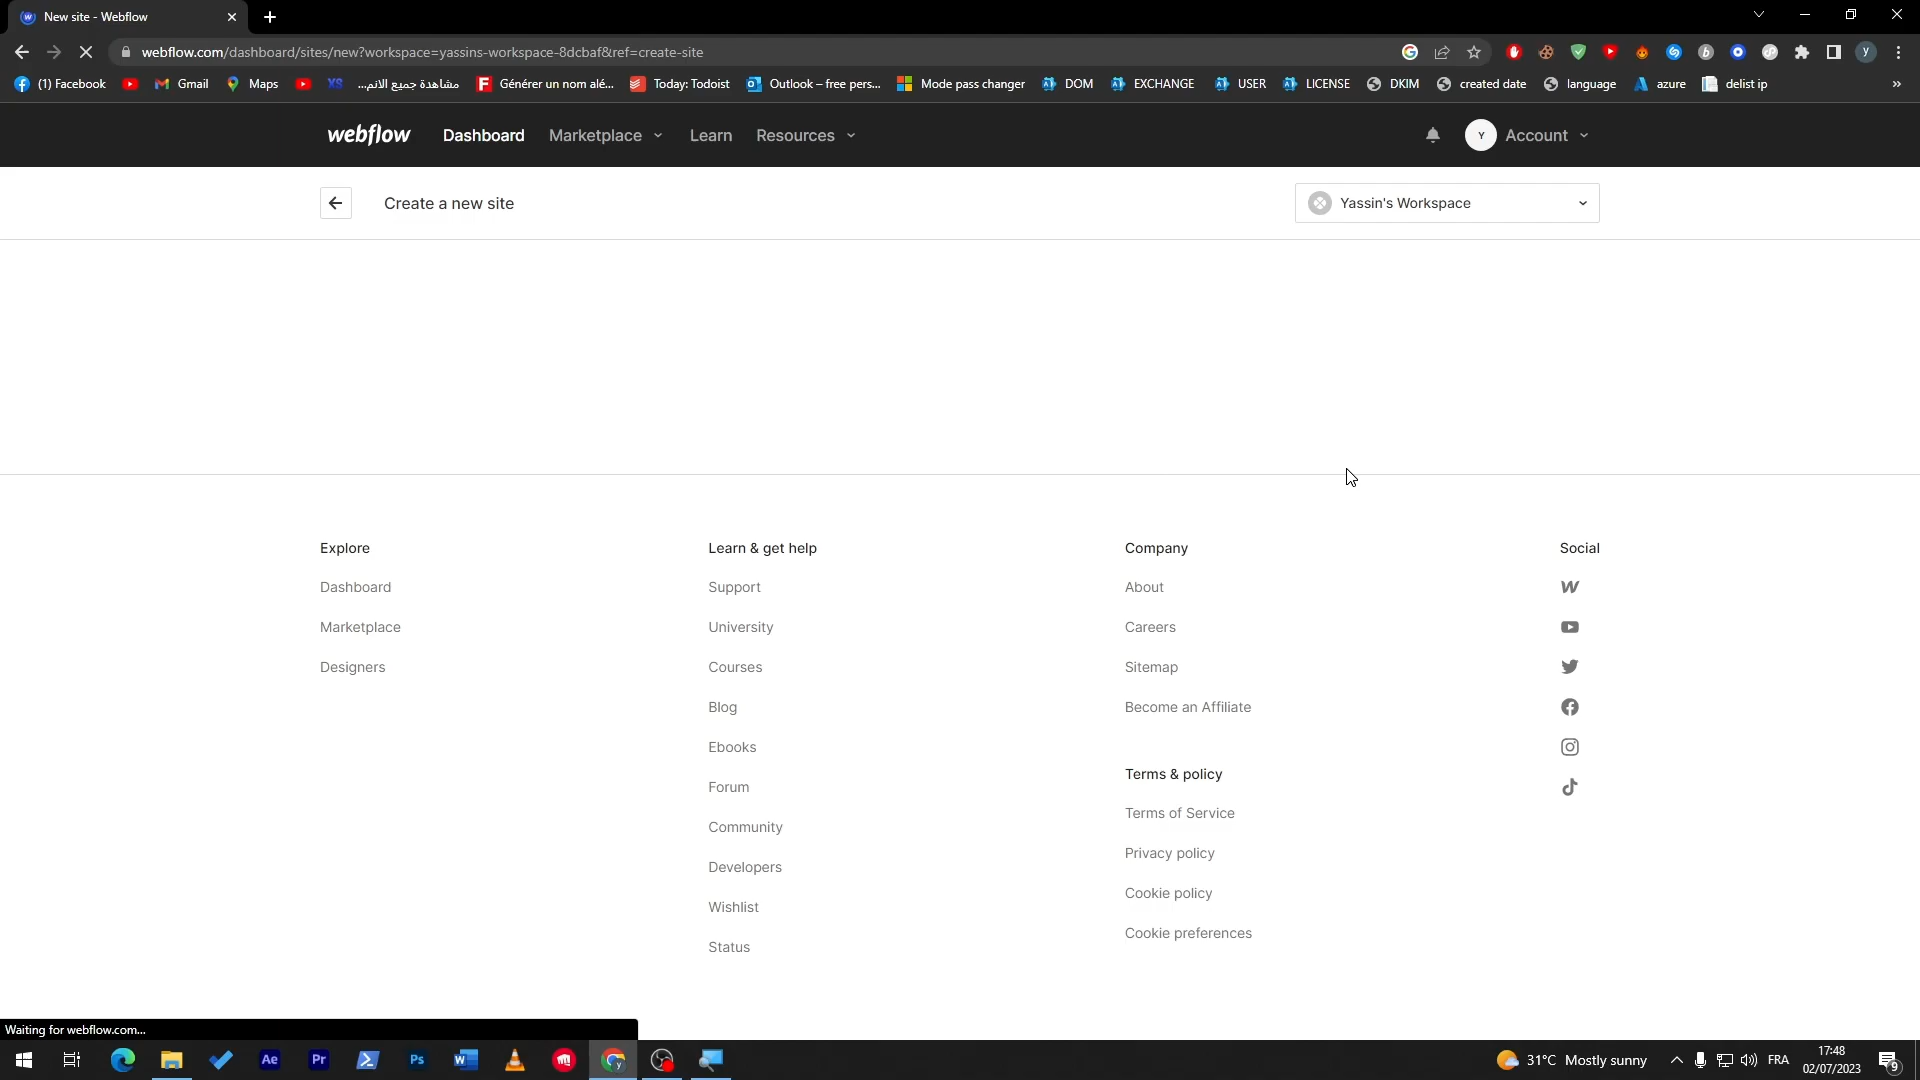 New site - Webflow
webflow.com/dashboard/sites/new?workspace=yassins-workspace-8dcbaf&ref=create-site
(1) Facebook
Gmail
Maps
مشاهدة جميع الانم...
Générer un nom alé...
Today: Todoist
Outlook – free pers...
Mode pass changer
DOM
EXCHANGE
USER
LICENSE
DKIM
created date
language
azure
delist ip
webflow
Dashboard
Marketplace
Learn
Resources
Y
Account
Create a new site
Yassin's Workspace
Explore
Dashboard
Marketplace
Designers
Learn & get help
Support
University
Courses
Blog
Ebooks
Forum
Community
Developers
Wishlist
Status
Company
About
Careers
Sitemap
Become an Affiliate
Terms & policy
Terms of Service
Privacy policy
Cookie policy
Cookie preferences
Social
Waiting for webflow.com...
31°C Mostly sunny
FRA
17:48
02/07/2023
9